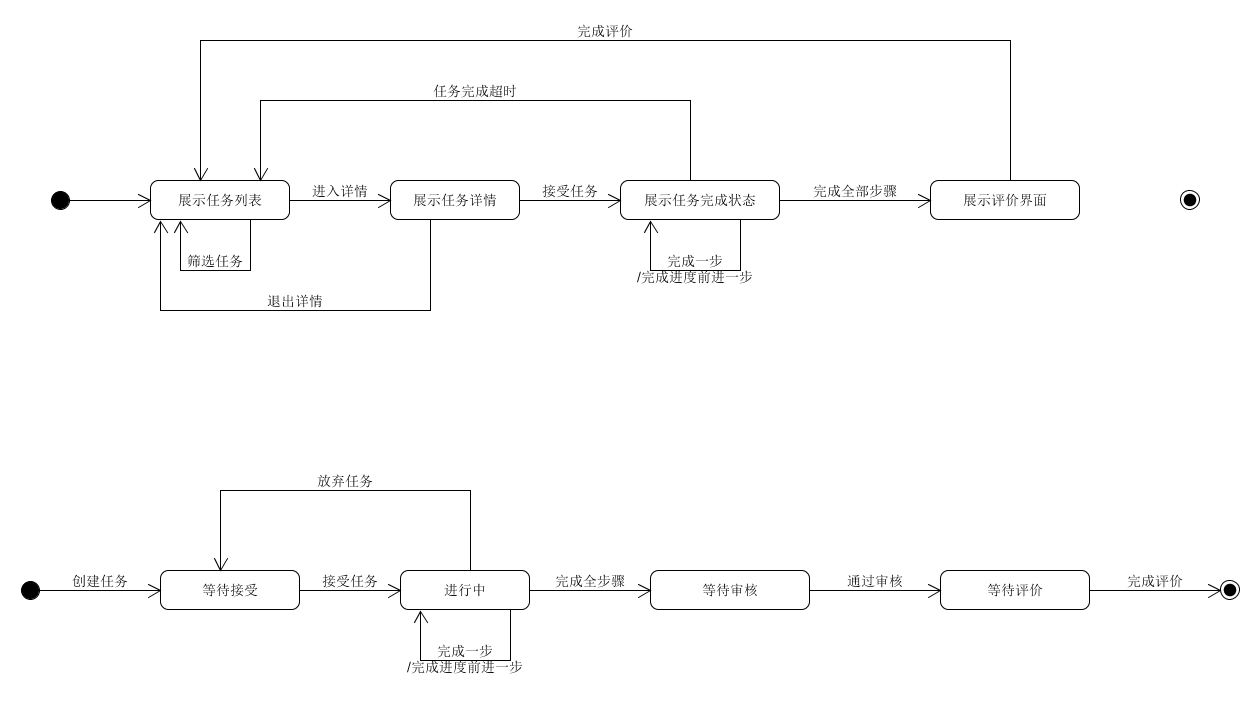 完成评价
任务完成超时
展示任务列表
进入详情
展示任务详情
接受任务
展示任务完成状态
完成全部步骤
展示评价界面
筛选任务
完成一步
/完成进度前进一步
退出详情
放弃任务
创建任务
等待接受
接受任务
进行中
完成全步骤
等待审核
通过审核
等待评价
完成评价
完成一步
/完成进度前进一步